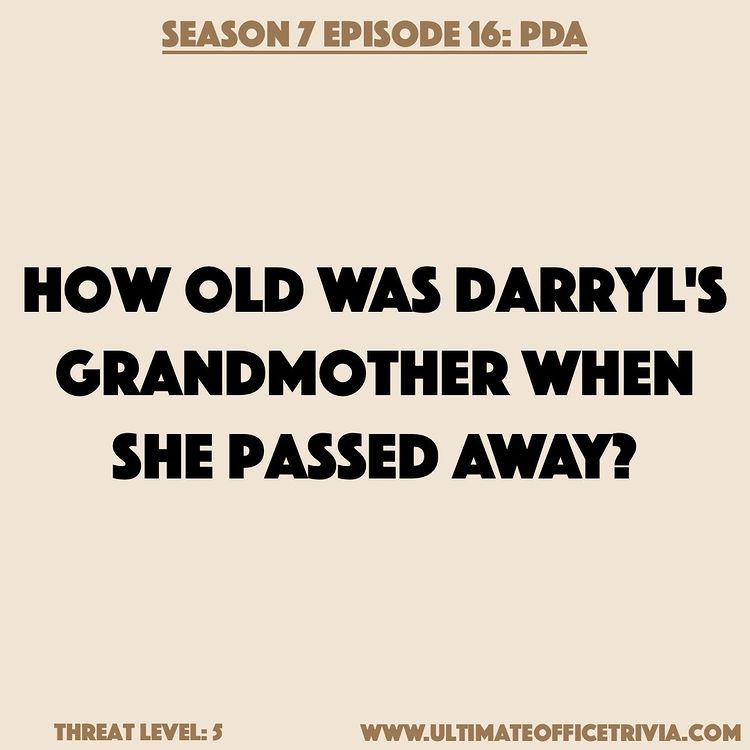 SEASON 7 EPISODE 16: PDA
HOW OLD WAS DARRYL'S
GRANDMOTHER WHEN
SHE PASSED AWAY?
THREAT LEVEL: 5
WWW.ULTIMATEOFFICETRIVIA.COM